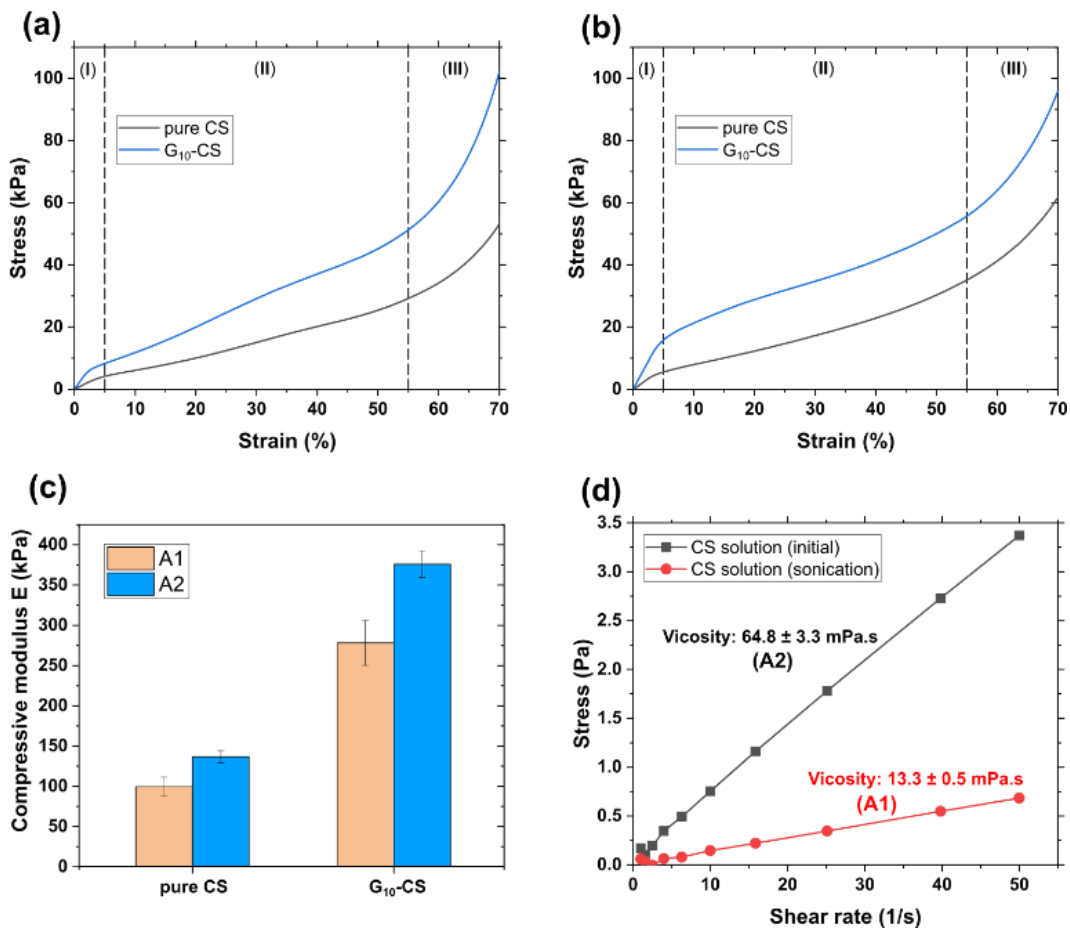 (a)
(I)
(II)
(III)
pure CS
G₁₀-CS
100
80
60
40
20
0
Stress (kPa)
0 10 20 30 40 50 60 70
Strain (%)
(b)
(I)
(II)
(III)
pure CS
G₁₀-CS
100
80
60
40
20
0
Stress (kPa)
0 10 20 30 40 50 60 70
Strain (%)
(c)
A1
A2
400
350
300
250
200
150
100
50
0
Compressive modulus E (kPa)
pure CS G₁₀-CS
(d)
CS solution (initial)
CS solution (sonication)
Vicosity: 64.8 ± 3.3 mPa.s
(A2)
Vicosity: 13.3 ± 0.5 mPa.s
(A1)
3.5
3.0
2.5
2.0
1.5
1.0
0.5
0.0
Stress (Pa)
0 10 20 30 40 50
Shear rate (1/s)